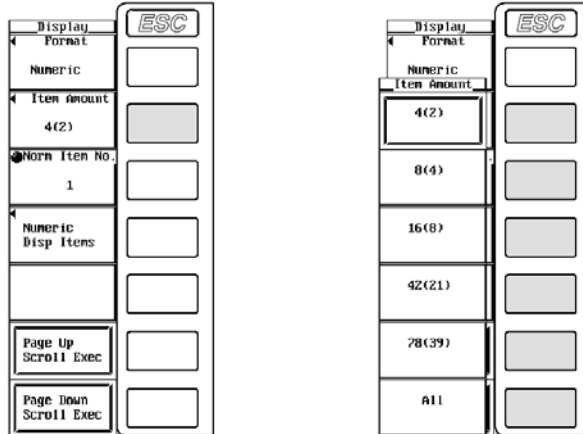 ESC
Display
Format
Numeric
Item Amount
4(2)
Norm Item No.
1
Numeric
Disp Items
Page Up
Scroll Exec
Page Down
Scroll Exec
ESC
Display
Format
Numeric
Item Amount
4(2)
8(4)
16(8)
42(21)
78(39)
All